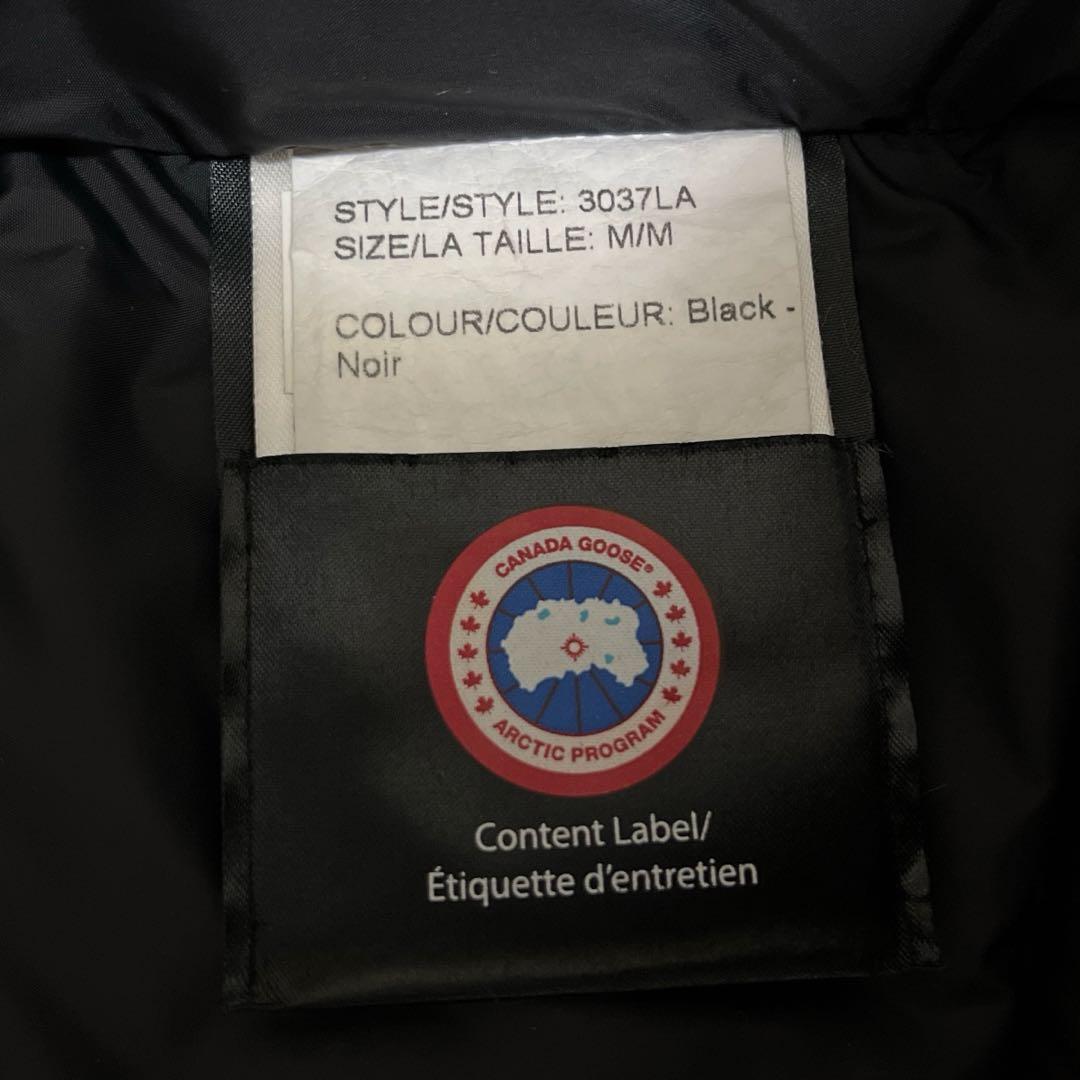 STYLE/STYLE: 3037LA
SIZE/LA TAILLE: M/M
COLOUR/COULEUR: Black -
Noir
CANADA GOOSE®
ARCTIC PROGRAM
Content Label/
Étiquette d'entretien